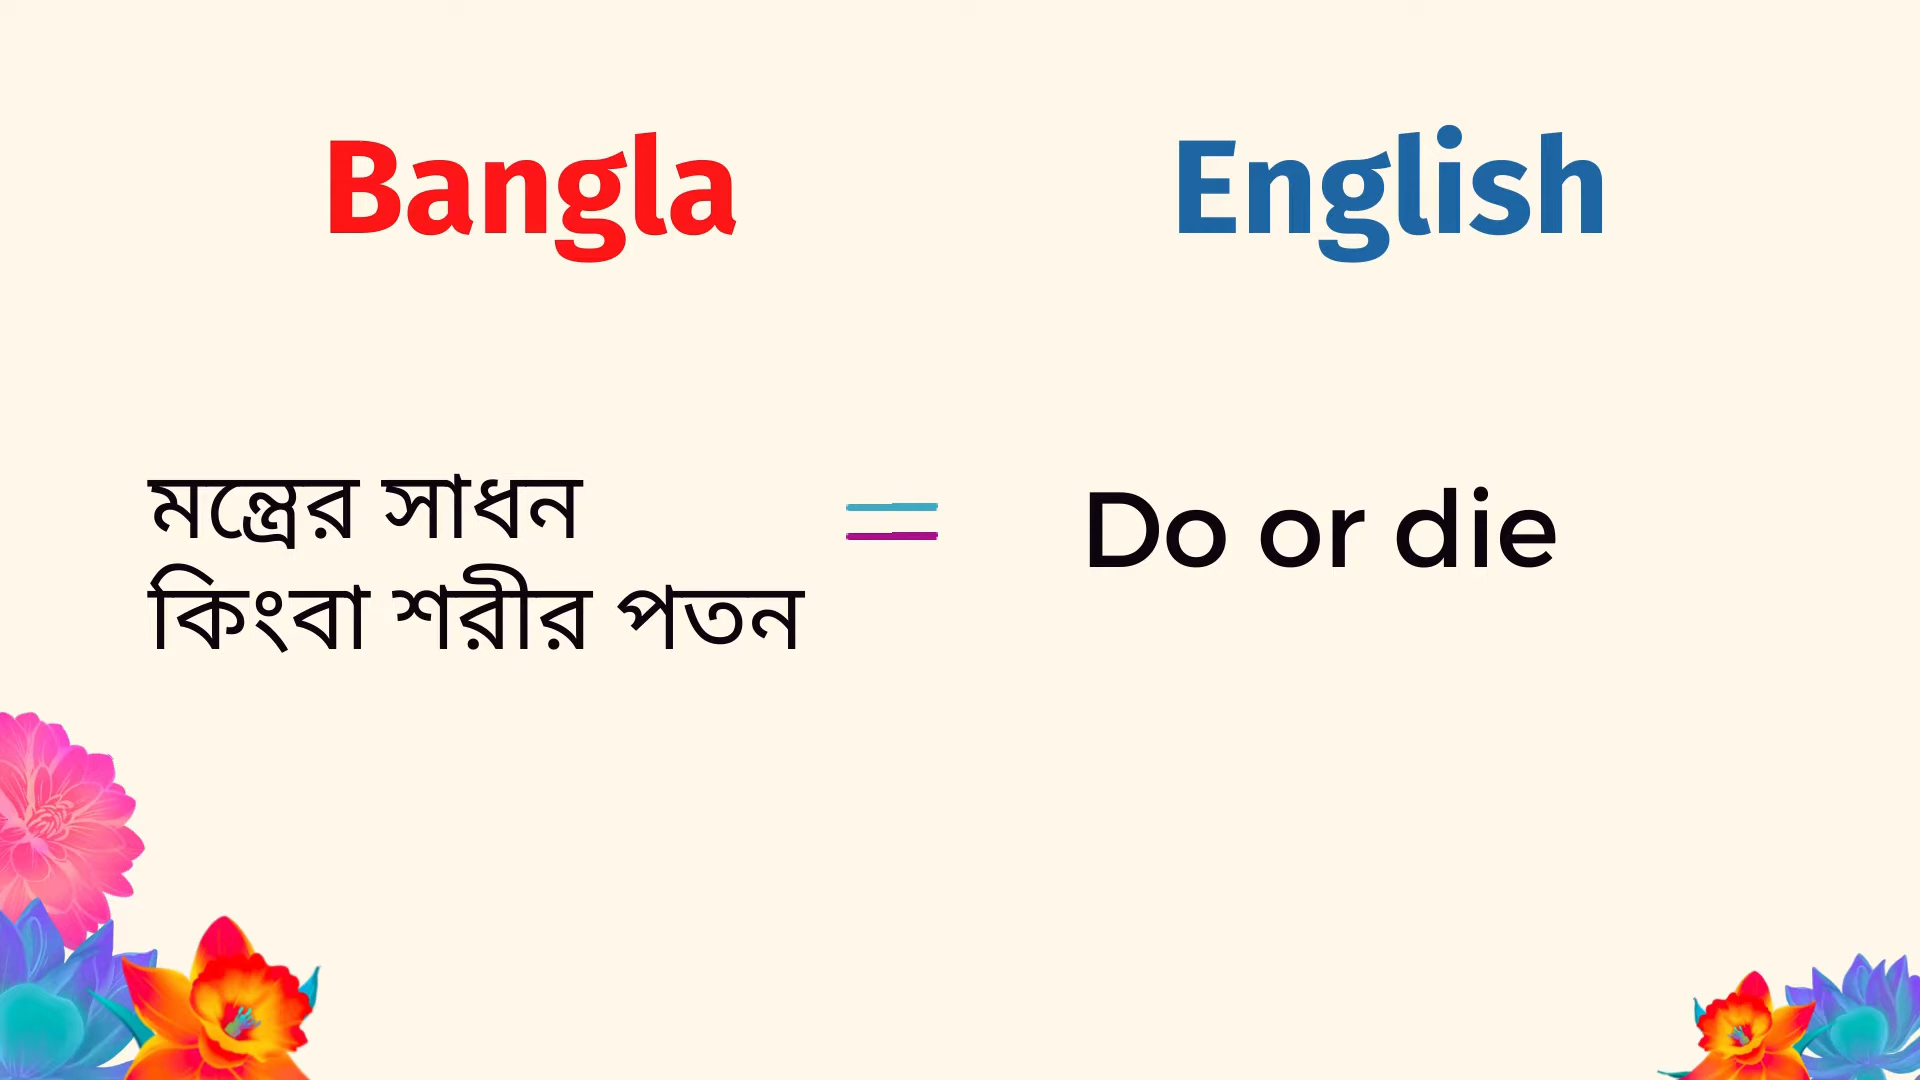 Bangla
English
মন্ত্রের সাধন
কিংবা শরীর পতন
=
Do or die